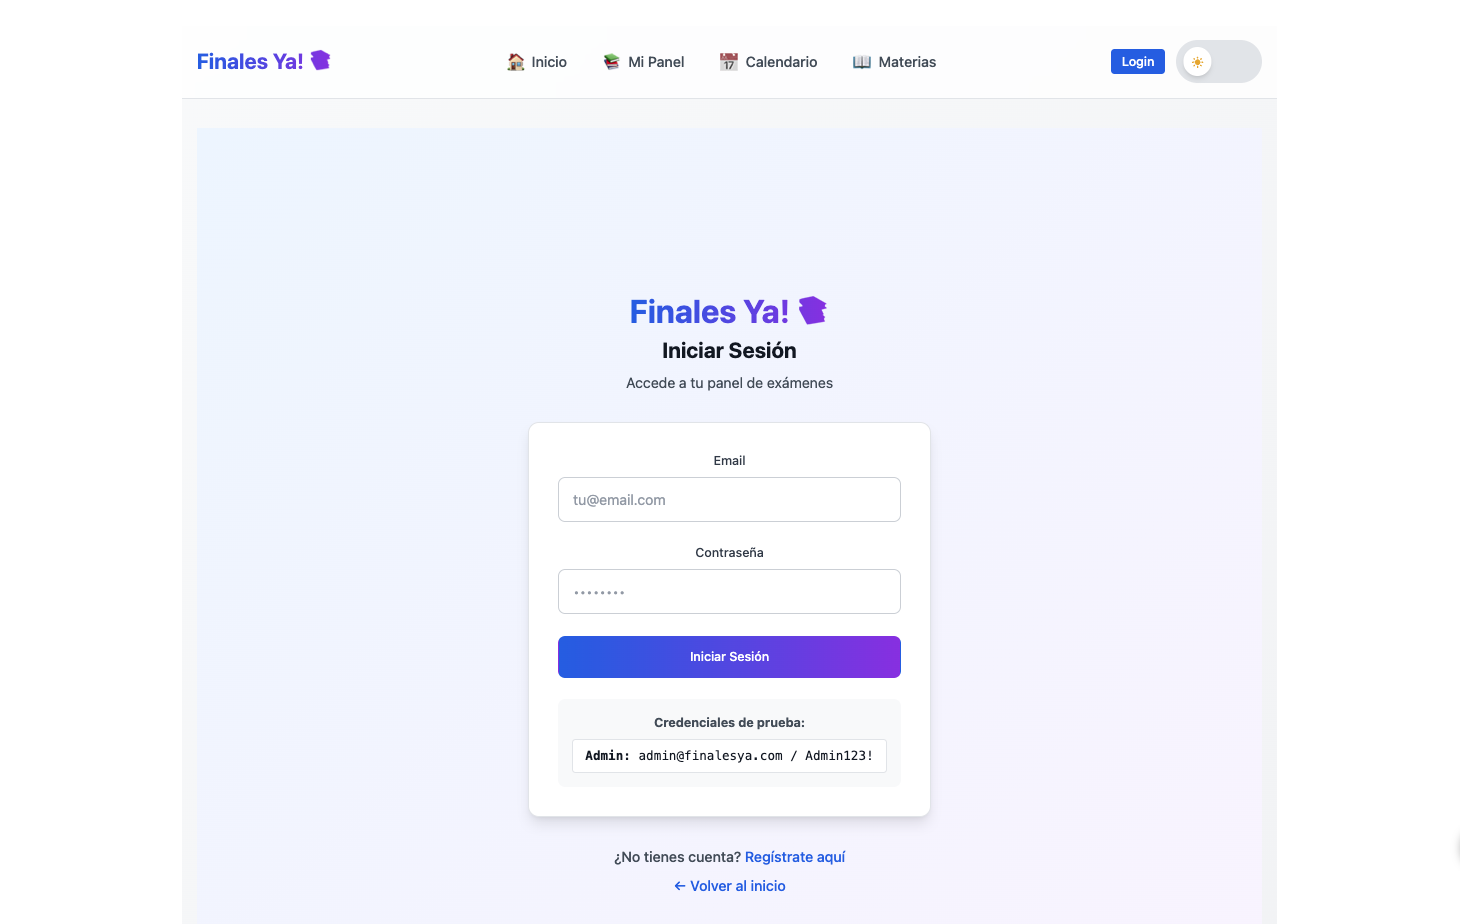 Finales Ya!
Inicio
Mi Panel
Calendario
Materias
Login
17
Finales Ya!
Iniciar Sesión
Accede a tu panel de exámenes
Email
tu@email.com
Contraseña
••••••••
Iniciar Sesión
Credenciales de prueba:
Admin: admin@finalesya.com / Admin123!
¿No tienes cuenta? Regístrate aquí
← Volver al inicio